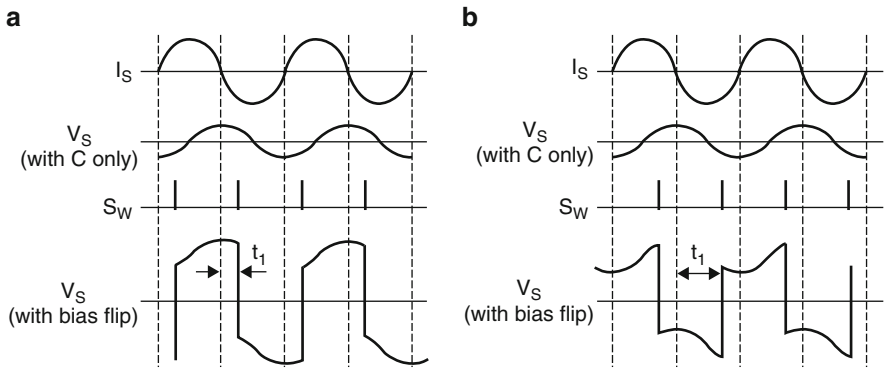 a
I_S
V_S
(with C only)
S_W
t_1
V_S
(with bias flip)
b
I_S
V_S
(with C only)
S_W
t_1
V_S
(with bias flip)